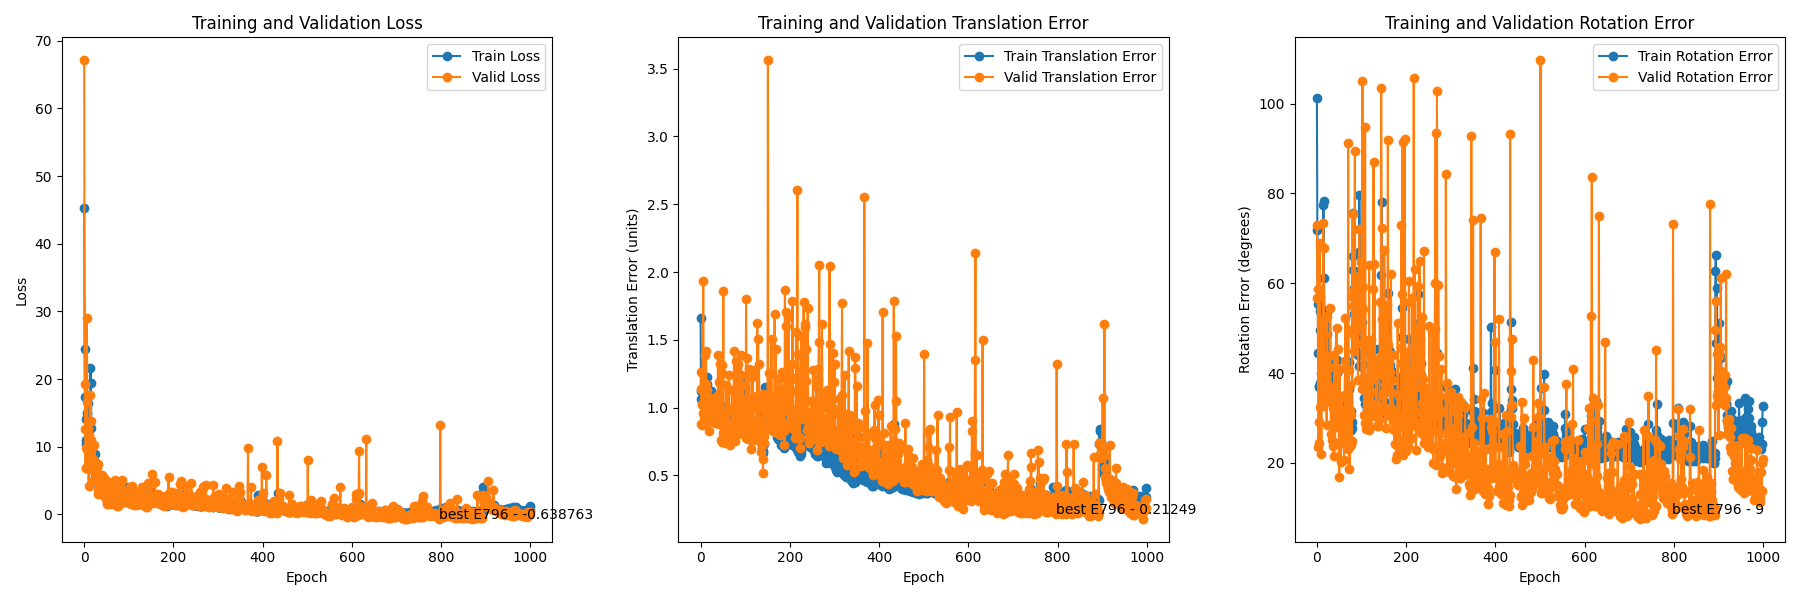 Training and Validation Loss
Training and Validation Translation Error
Training and Validation Rotation Error
Loss
70
60
50
40
30
20
10
0
Train Loss
Valid Loss
best E796 - -0.638763
0
200
400
600
800
1000
Epoch
Translation Error (units)
3.5
3.0
2.5
2.0
1.5
1.0
0.5
Train Translation Error
Valid Translation Error
best E796 - 0.21249
0
200
400
600
800
1000
Epoch
Rotation Error (degrees)
100
80
60
40
20
Train Rotation Error
Valid Rotation Error
best E796 - 9
0
200
400
600
800
1000
Epoch